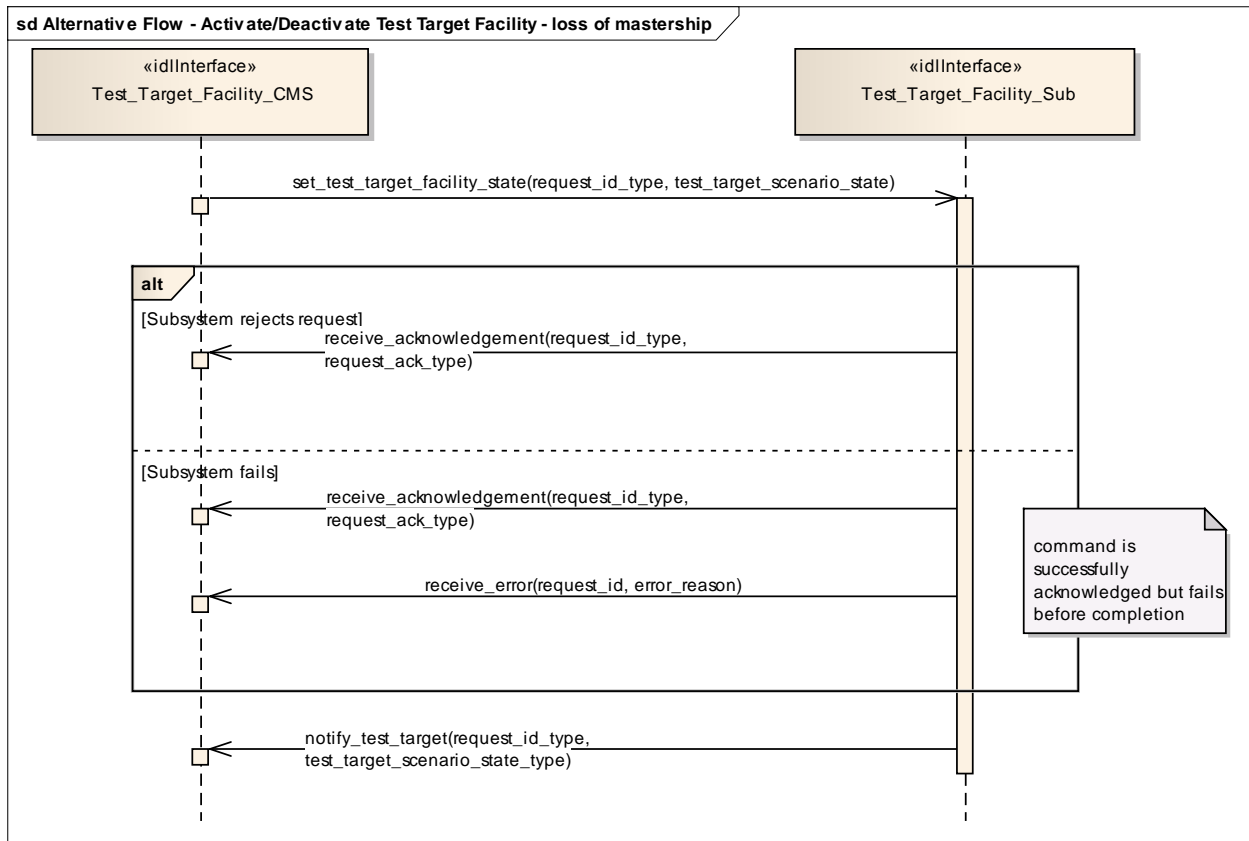 sd Alternative Flow - Activate/Deactivate Test Target Facility - loss of mastership
«idlInterface»
Test_Target_Facility_CMS
«idlInterface»
Test_Target_Facility_Sub
set_test_target_facility_state(request_id_type, test_target_scenario_state)
alt
[Subsystem rejects request]
receive_acknowledgement(request_id_type,
request_ack_type)
[Subsystem fails]
receive_acknowledgement(request_id_type,
request_ack_type)
command is
successfully
acknowledged but fails
before completion
receive_error(request_id, error_reason)
notify_test_target(request_id_type,
test_target_scenario_state_type)